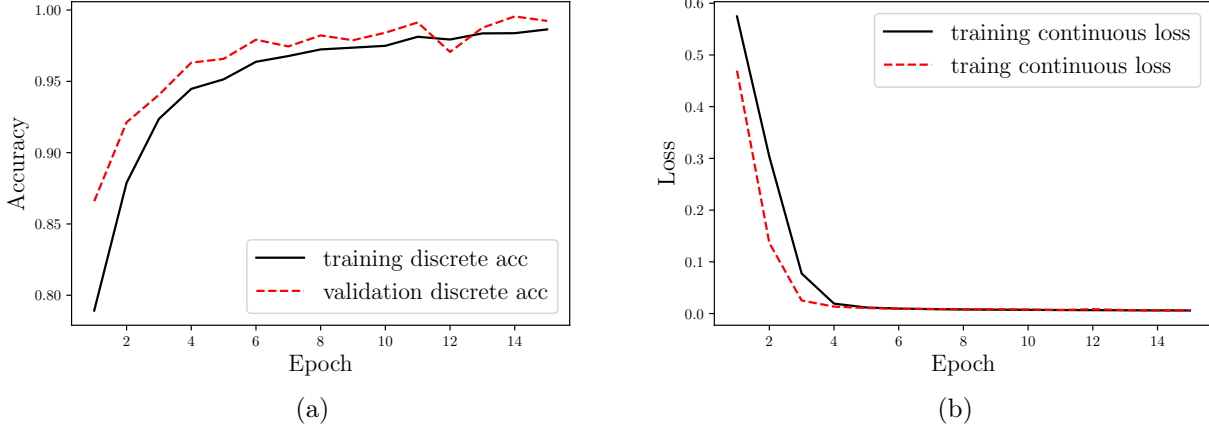 1.00
0.95
0.90
0.85
0.80
Accuracy
training discrete acc
validation discrete acc
2 4 6 8 10 12 14
Epoch
(a)
0.6
0.5
0.4
0.3
0.2
0.1
0.0
Loss
training continuous loss
traing continuous loss
2 4 6 8 10 12 14
Epoch
(b)